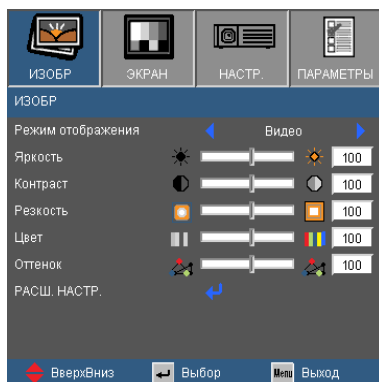 ИЗОБР ЭКРАН НАСТР. ПАРАМЕТРЫ
ИЗОБР
Режим отображения Видео
Яркость 100
Контраст 100
Резкость 100
Цвет 100
Оттенок 100
РАСШ. НАСТР.
ВверхВниз Выбор Menu Выход